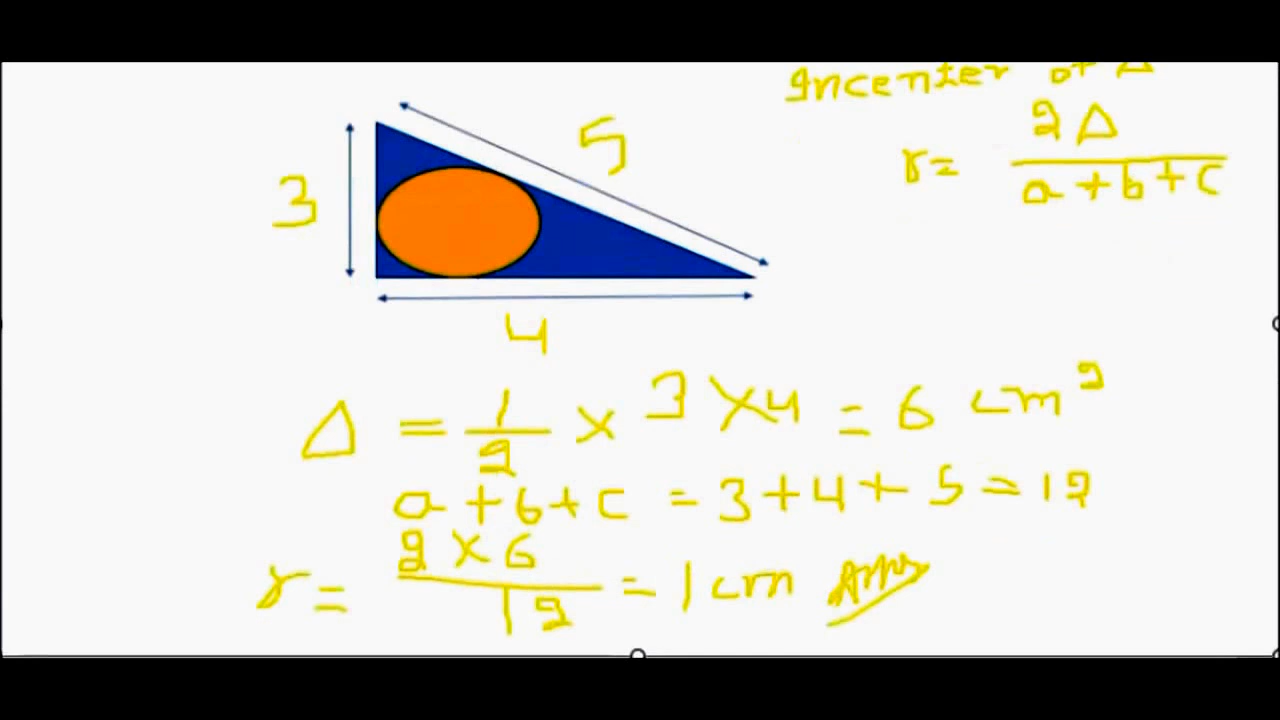 Incenter of Δ
r = 2Δ / a+b+c
5
3
4
Δ = 1/2 × 3 × 4 = 6 cm²
a+b+c = 3+4+5 = 12
r = 2×6 / 12 = 1 cm Ans